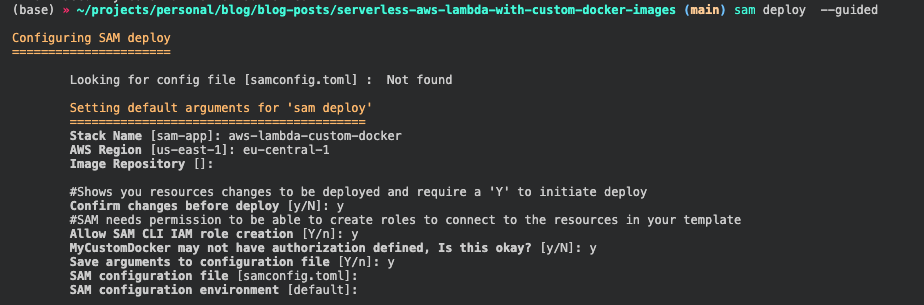 (base) » ~/projects/personal/blog/blog-posts/serverless-aws-lambda-with-custom-docker-images (main) sam deploy  --guided
Configuring SAM deploy
======================
Looking for config file [samconfig.toml] :  Not found
Setting default arguments for 'sam deploy'
=========================================
Stack Name [sam-app]: aws-lambda-custom-docker
AWS Region [us-east-1]: eu-central-1
Image Repository []:
#Shows you resources changes to be deployed and require a 'Y' to initiate deploy
Confirm changes before deploy [y/N]: y
#SAM needs permission to be able to create roles to connect to the resources in your template
Allow SAM CLI IAM role creation [Y/n]: y
MyCustomDocker may not have authorization defined, Is this okay? [y/N]: y
Save arguments to configuration file [Y/n]: y
SAM configuration file [samconfig.toml]:
SAM configuration environment [default]: